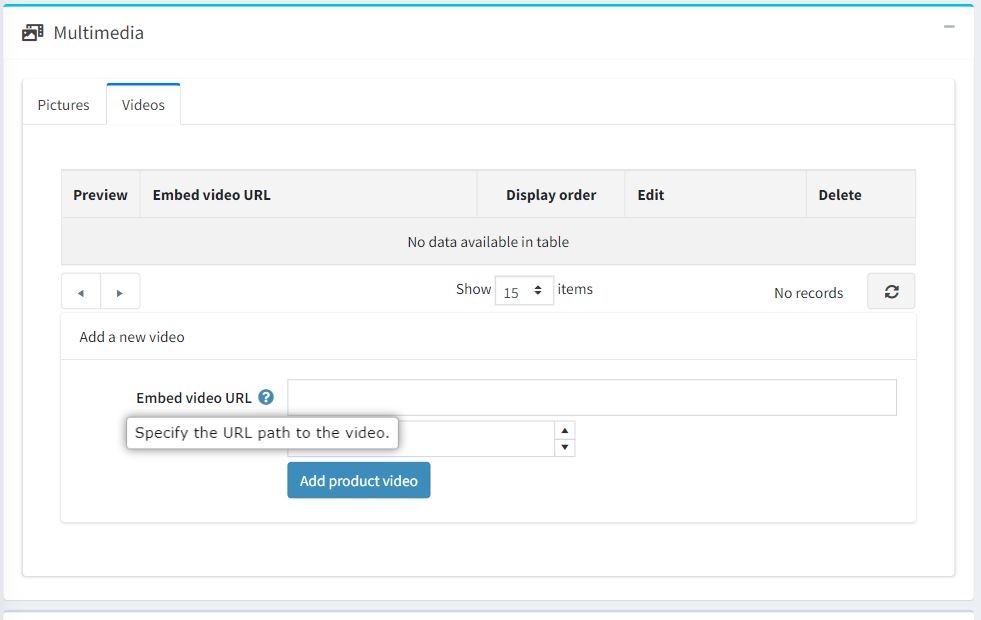 Multimedia
Pictures Videos
Preview Embed video URL Display order Edit Delete
No data available in table
Show 15 items No records
Add a new video
Embed video URL ?
Specify the URL path to the video.
Add product video